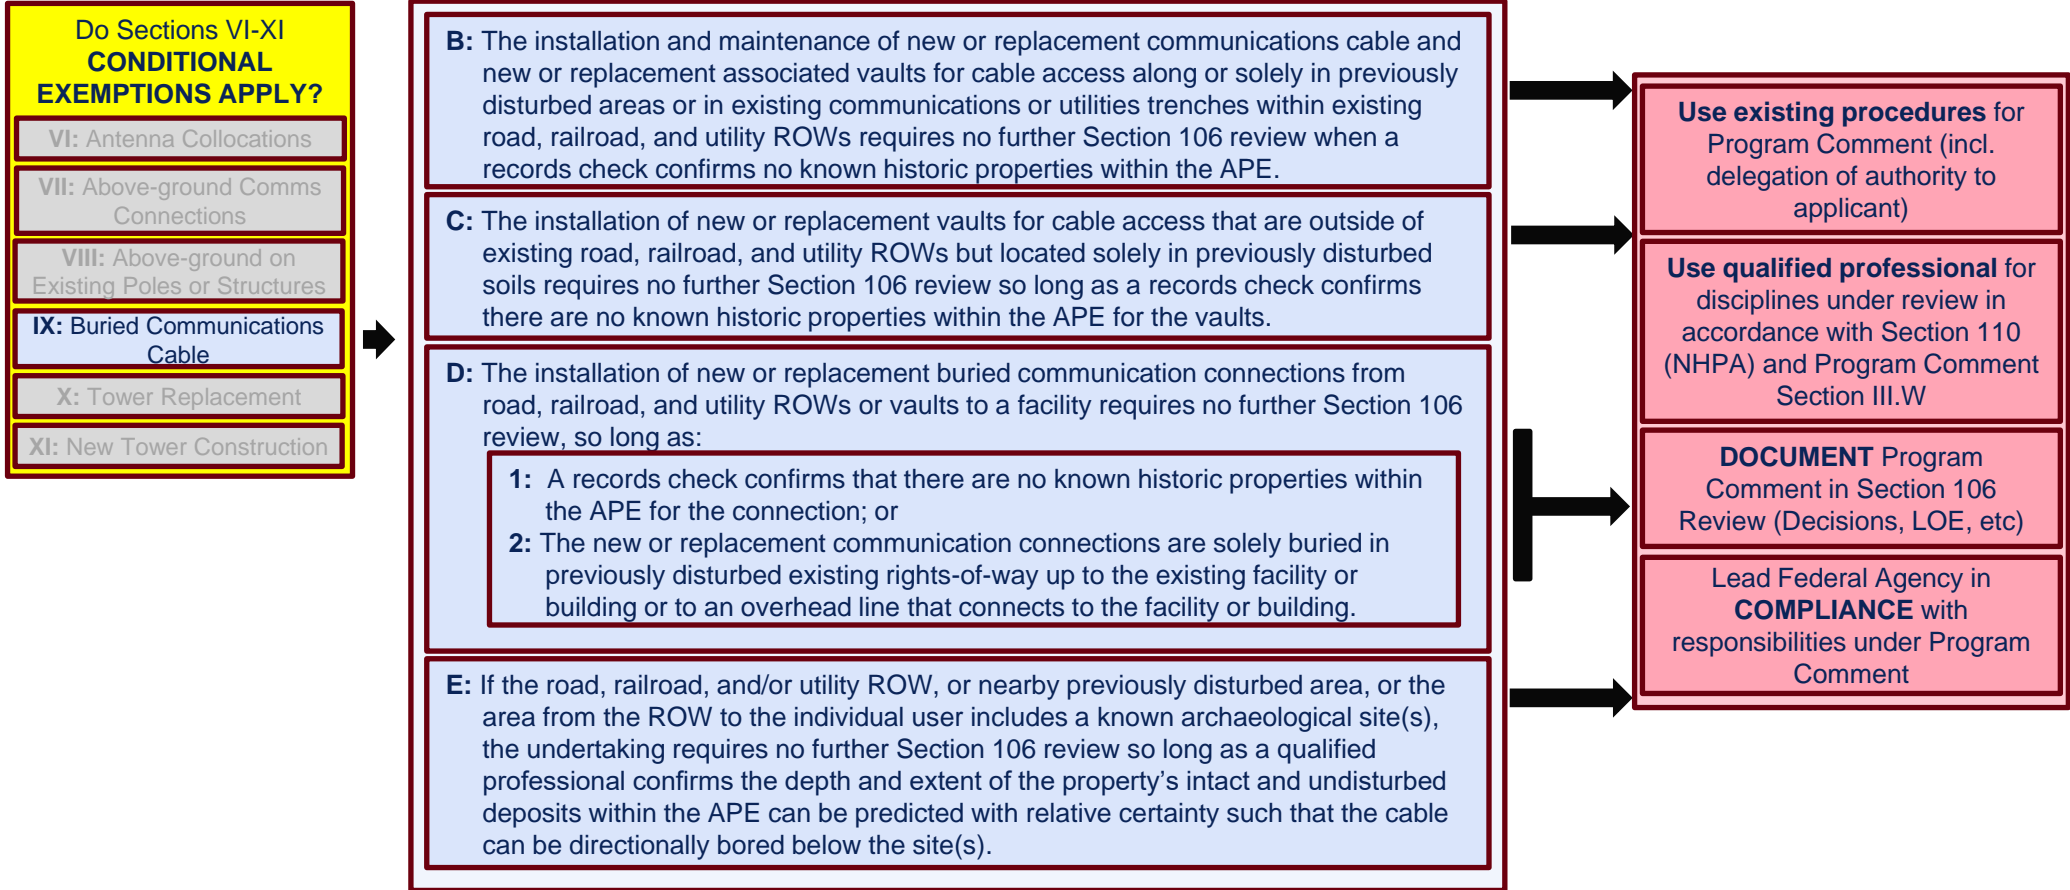 Do Sections VI-XI
CONDITIONAL
EXEMPTIONS APPLY?
VI: Antenna Collocations
VII: Above-ground Comms
Connections
VIII: Above-ground on
Existing Poles or Structures
IX: Buried Communications
Cable
X: Tower Replacement
XI: New Tower Construction
B: The installation and maintenance of new or replacement communications cable and
new or replacement associated vaults for cable access along or solely in previously
disturbed areas or in existing communications or utilities trenches within existing
road, railroad, and utility ROWs requires no further Section 106 review when a
records check confirms no known historic properties within the APE.
C: The installation of new or replacement vaults for cable access that are outside of
existing road, railroad, and utility ROWs but located solely in previously disturbed
soils requires no further Section 106 review so long as a records check confirms
there are no known historic properties within the APE for the vaults.
D: The installation of new or replacement buried communication connections from
road, railroad, and utility ROWs or vaults to a facility requires no further Section 106
review, so long as:
1: A records check confirms that there are no known historic properties within
the APE for the connection; or
2: The new or replacement communication connections are solely buried in
previously disturbed existing rights-of-way up to the existing facility or
building or to an overhead line that connects to the facility or building.
E: If the road, railroad, and/or utility ROW, or nearby previously disturbed area, or the
area from the ROW to the individual user includes a known archaeological site(s),
the undertaking requires no further Section 106 review so long as a qualified
professional confirms the depth and extent of the property's intact and undisturbed
deposits within the APE can be predicted with relative certainty such that the cable
can be directionally bored below the site(s).
Use existing procedures for
Program Comment (incl.
delegation of authority to
applicant)
Use qualified professional for
disciplines under review in
accordance with Section 110
(NHPA) and Program Comment
Section III.W
DOCUMENT Program
Comment in Section 106
Review (Decisions, LOE, etc)
Lead Federal Agency in
COMPLIANCE with
responsibilities under Program
Comment